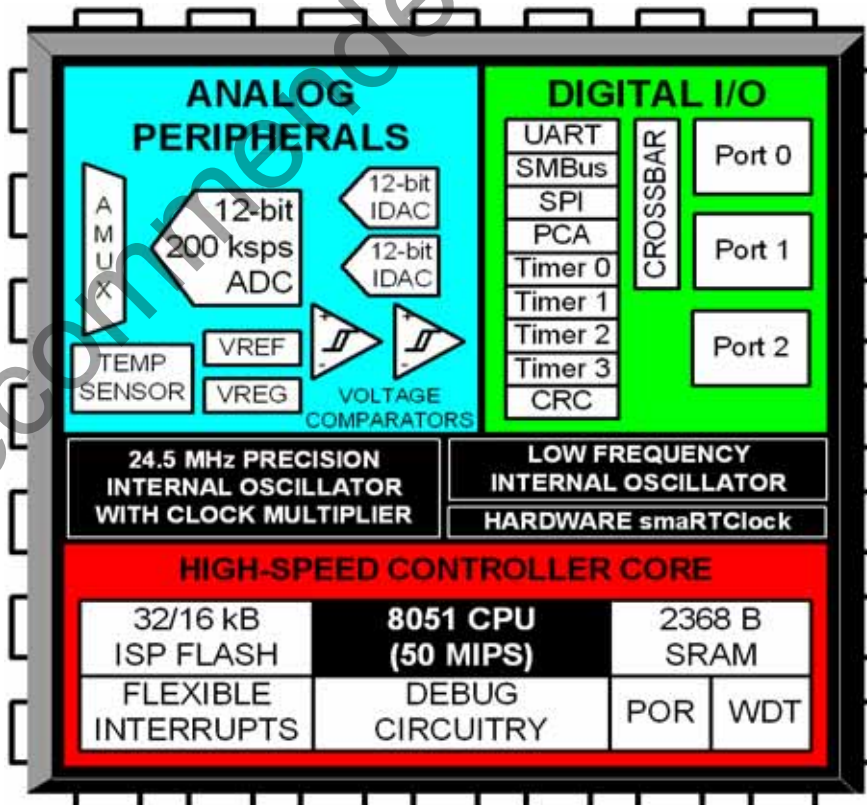 ANALOG
PERIPHERALS
A
M
U
X
12-bit
200 ksps
ADC
12-bit
IDAC
12-bit
IDAC
TEMP
SENSOR
VREF
VREG
+
-
+
-
VOLTAGE
COMPARATORS
DIGITAL I/O
UART
SMBus
SPI
PCA
Timer 0
Timer 1
Timer 2
Timer 3
CRC
CROSSBAR
Port 0
Port 1
Port 2
24.5 MHz PRECISION
INTERNAL OSCILLATOR
WITH CLOCK MULTIPLIER
LOW FREQUENCY
INTERNAL OSCILLATOR
HARDWARE smaRTClock
HIGH-SPEED CONTROLLER CORE
32/16 kB
ISP FLASH
8051 CPU
(50 MIPS)
2368 B
SRAM
FLEXIBLE
INTERRUPTS
DEBUG
CIRCUITRY
POR
WDT